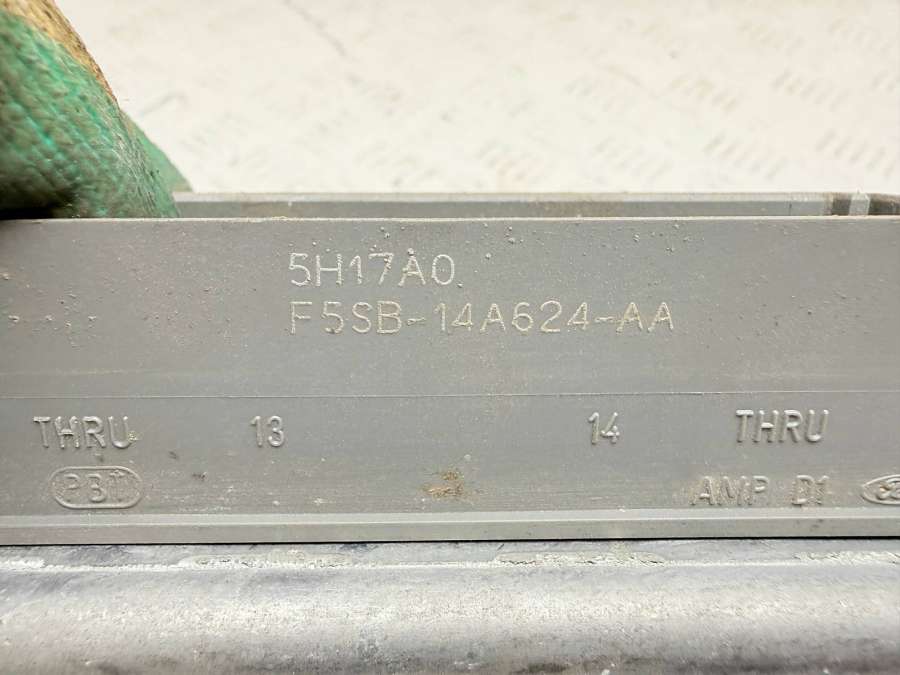 5H17A0
F5SB-14A624-AA
THRU 13 14 THRU
PBT AMP D1